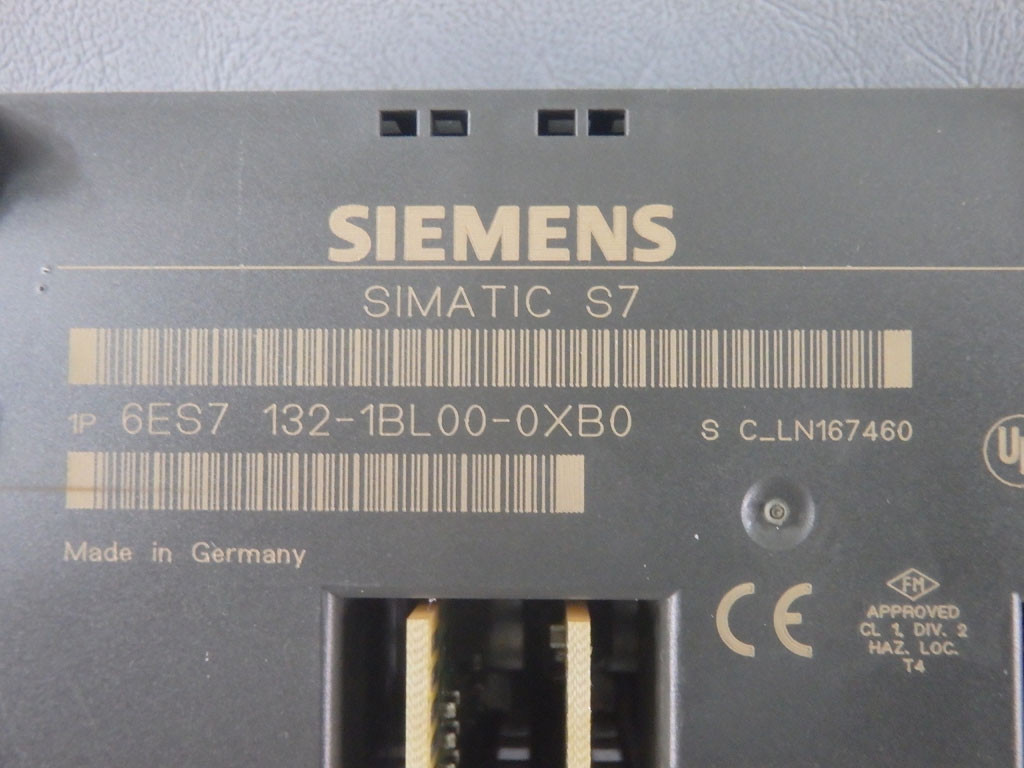 SIEMENS
SIMATIC S7
1P 6ES7 132-1BL00-0XB0 S C_LN167460
Made in Germany
CE
FM
APPROVED
CL 1, DIV. 2
HAZ. LOC.
T4